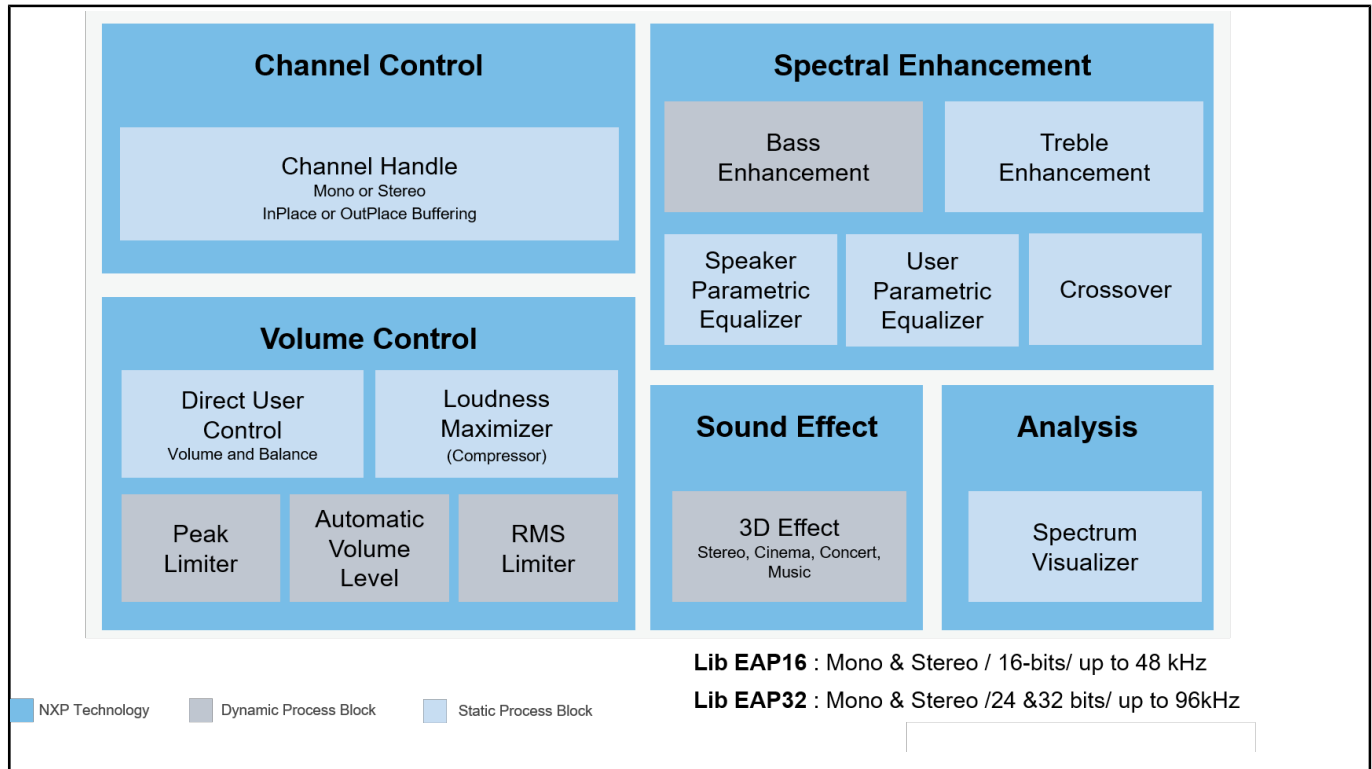 Channel Control
Channel Handle
Mono or Stereo
InPlace or OutPlace Buffering
Spectral Enhancement
Bass
Enhancement
Treble
Enhancement
Speaker
Parametric
Equalizer
User
Parametric
Equalizer
Crossover
Volume Control
Direct User
Control
Volume and Balance
Loudness
Maximizer
(Compressor)
Peak
Limiter
Automatic
Volume
Level
RMS
Limiter
Sound Effect
3D Effect
Stereo, Cinema, Concert,
Music
Analysis
Spectrum
Visualizer
Lib EAP16 : Mono & Stereo / 16-bits/ up to 48 kHz
Lib EAP32 : Mono & Stereo /24 &32 bits/ up to 96kHz
NXP Technology
Dynamic Process Block
Static Process Block